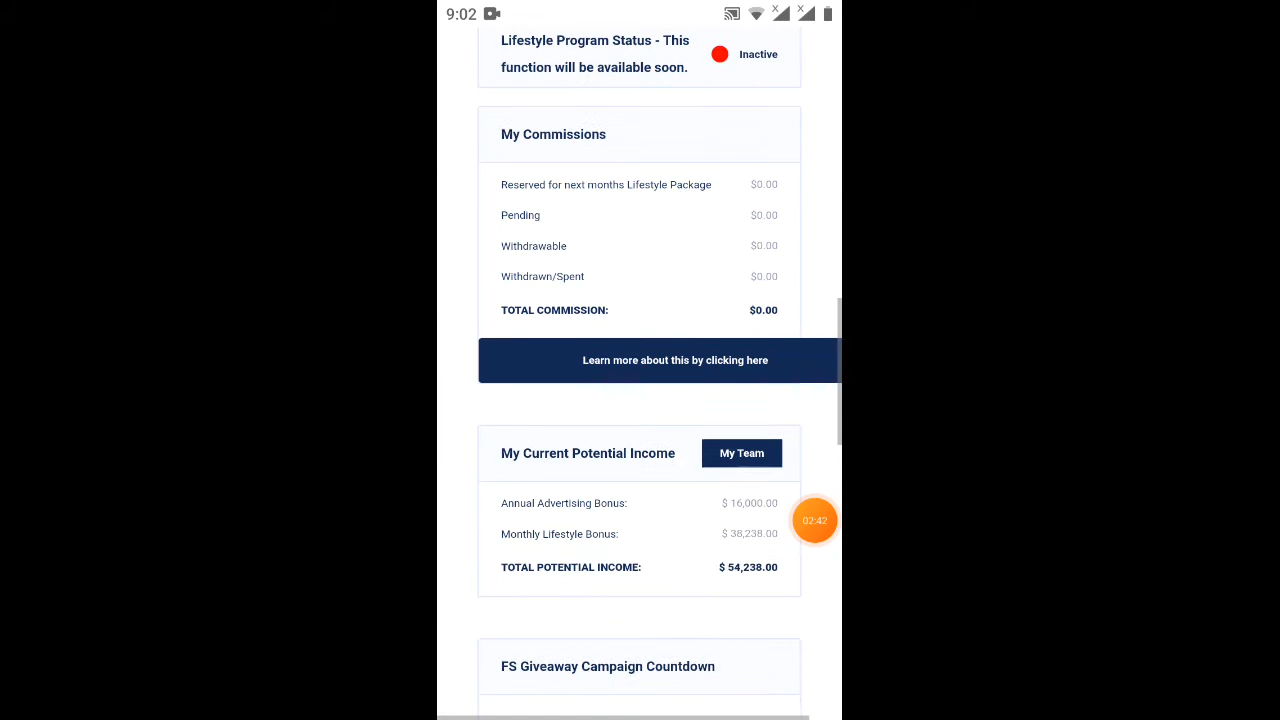 9:02
Lifestyle Program Status - This
function will be available soon.
Inactive
My Commissions
Reserved for next months Lifestyle Package $0.00
Pending $0.00
Withdrawable $0.00
Withdrawn/Spent $0.00
TOTAL COMMISSION: $0.00
Learn more about this by clicking here
My Current Potential Income My Team
Annual Advertising Bonus: $ 16,000.00
Monthly Lifestyle Bonus: $ 38,238.00
TOTAL POTENTIAL INCOME: $ 54,238.00
02:42
FS Giveaway Campaign Countdown